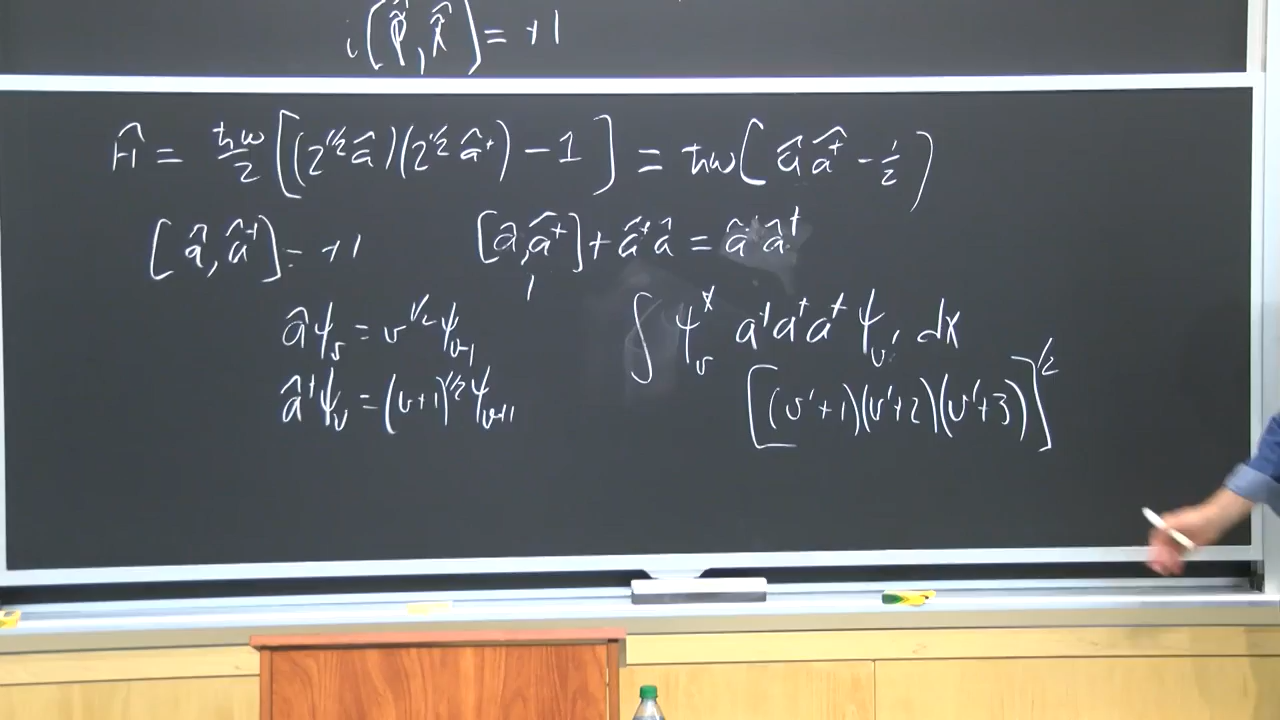 i[p̂̃, x̂̃] = +1
Ĥ = ħω/2 [(2^{1/2} â)(2^{1/2} â†) - 1] = ħω[â â† - 1/2]
[â, â†] = +1 [â, â†] + â†â = â â†
1
âψ_v = v^{1/2} ψ_{v-1} ∫ ψ_v^* a†a†a† ψ_{v'} dx
â†ψ_v = (v+1)^{1/2} ψ_{v+1} [(v'+1)(v'+2)(v'+3)]^{1/2}